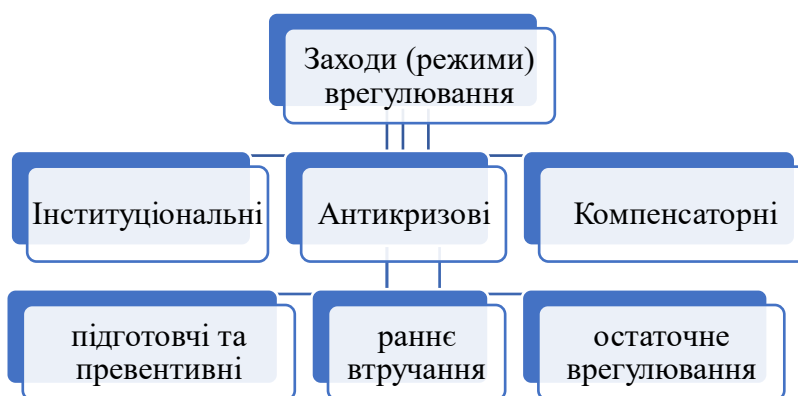 Заходи (режими)
врегулювання
Інституціональні
Антикризові
Компенсаторні
підготовчі та
превентивні
раннє
втручання
остаточне
врегулювання